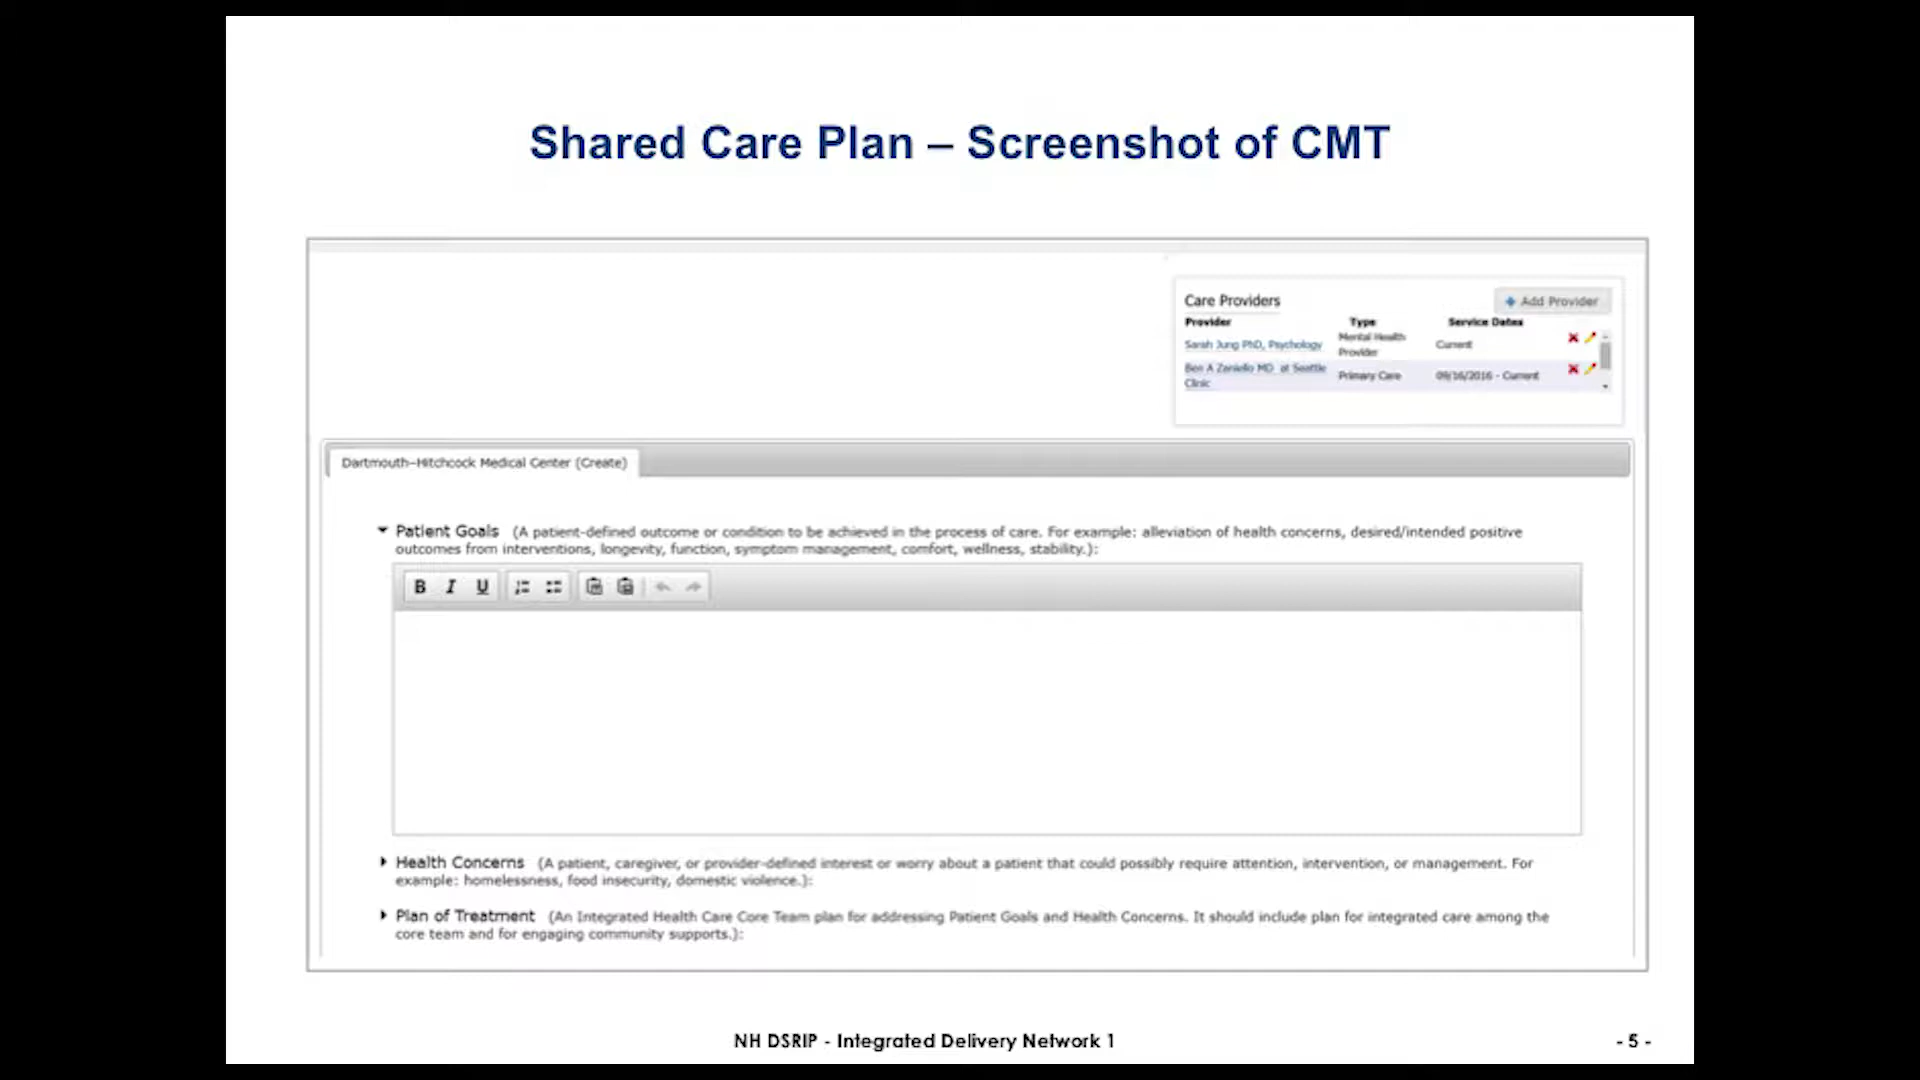 Shared Care Plan – Screenshot of CMT
Care Providers
Add Provider
Provider Type Service Dates
Sarah Jung PhD, Psychology
Mental Health
Provider
Current
Ben A Zaniello MD at Seattle
Clinic
Primary Care
09/16/2016 - Current
Dartmouth-Hitchcock Medical Center (Create)
Patient Goals (A patient-defined outcome or condition to be achieved in the process of care. For example: alleviation of health concerns, desired/intended positive
outcomes from interventions, longevity, function, symptom management, comfort, wellness, stability.):
B I U
Health Concerns (A patient, caregiver, or provider-defined interest or worry about a patient that could possibly require attention, intervention, or management. For
example: homelessness, food insecurity, domestic violence.):
Plan of Treatment (An Integrated Health Care Core Team plan for addressing Patient Goals and Health Concerns. It should include plan for integrated care among the
core team and for engaging community supports.):
NH DSRIP - Integrated Delivery Network 1
- 5 -